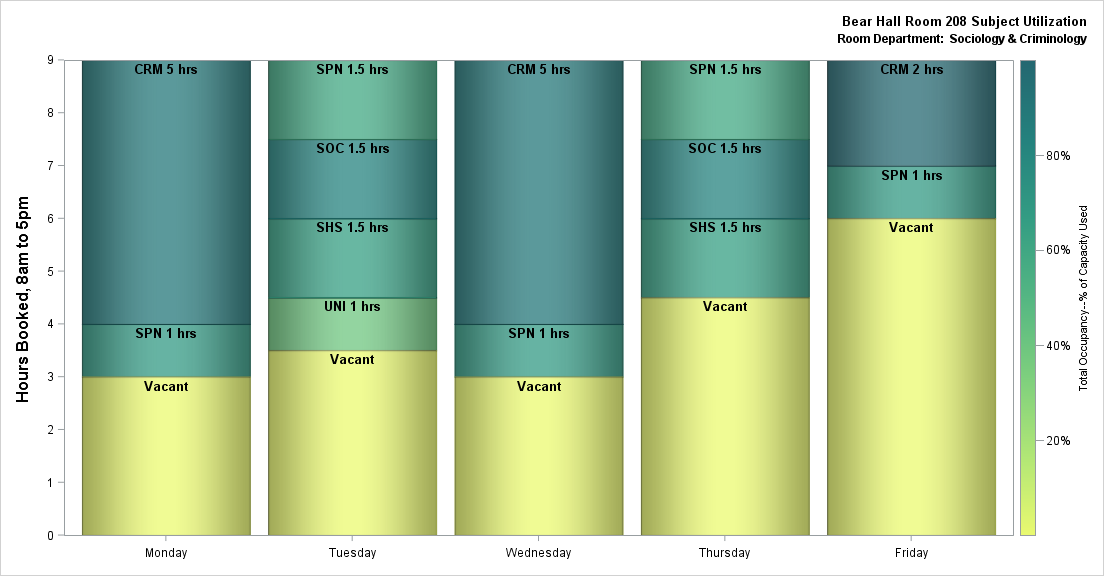 Bear Hall Room 208 Subject Utilization
Room Department:  Sociology & Criminology
Hours Booked, 8am to 5pm
9
8
7
6
5
4
3
2
1
0
CRM 5 hrs
SPN 1 hrs
Vacant
SPN 1.5 hrs
SOC 1.5 hrs
SHS 1.5 hrs
UNI 1 hrs
Vacant
CRM 5 hrs
SPN 1 hrs
Vacant
SPN 1.5 hrs
SOC 1.5 hrs
SHS 1.5 hrs
Vacant
CRM 2 hrs
SPN 1 hrs
Vacant
Monday
Tuesday
Wednesday
Thursday
Friday
80%
60%
40%
20%
Total Occupancy--% of Capacity Used